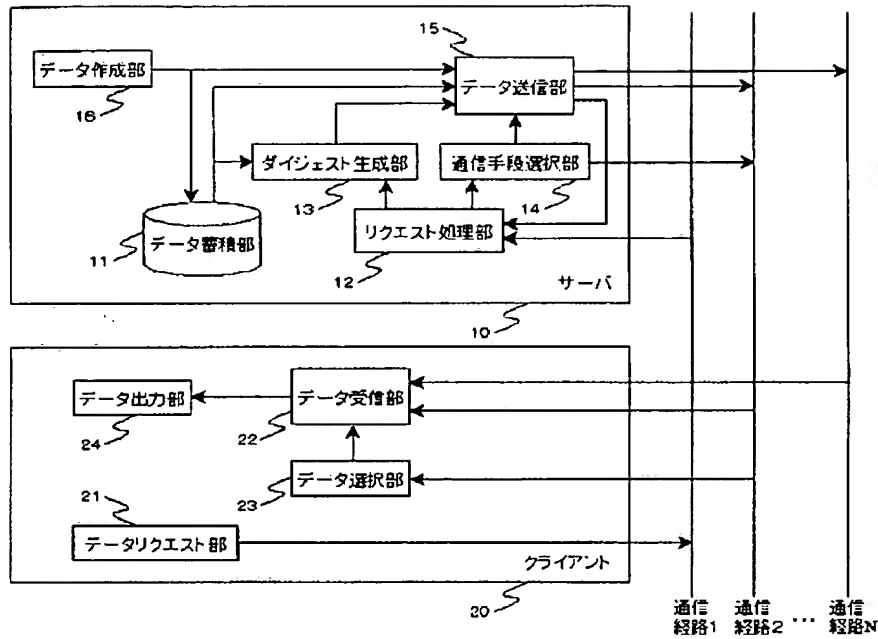 15
データ作成部
データ送信部
16
ダイジェスト生成部
通信手段選択部
13
14
データ蓄積部
リクエスト処理部
11
12
サーバ
10
データ出力部
データ受信部
24
22
データ選択部
23
21
データリクエスト部
クライアント
20
通信
経路1
通信
経路2
…
通信
経路N